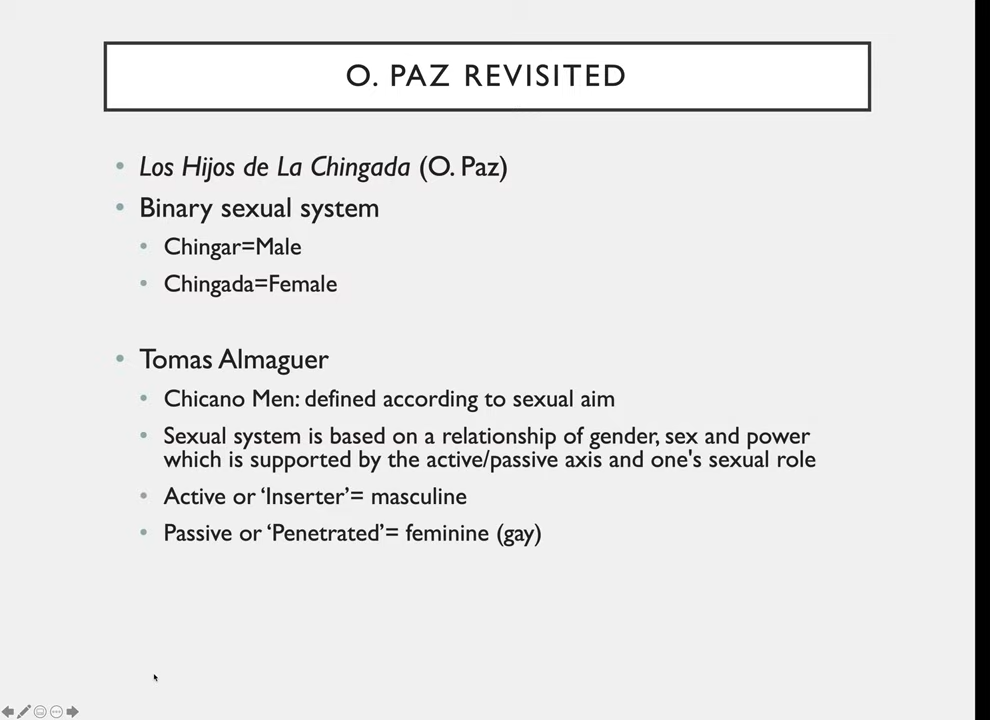 O. PAZ REVISITED
• Los Hijos de La Chingada (O. Paz)
• Binary sexual system
• Chingar=Male
• Chingada=Female
• Tomas Almaguer
• Chicano Men: defined according to sexual aim
• Sexual system is based on a relationship of gender, sex and power
which is supported by the active/passive axis and one's sexual role
• Active or ‘Inserter’= masculine
• Passive or ‘Penetrated’= feminine (gay)